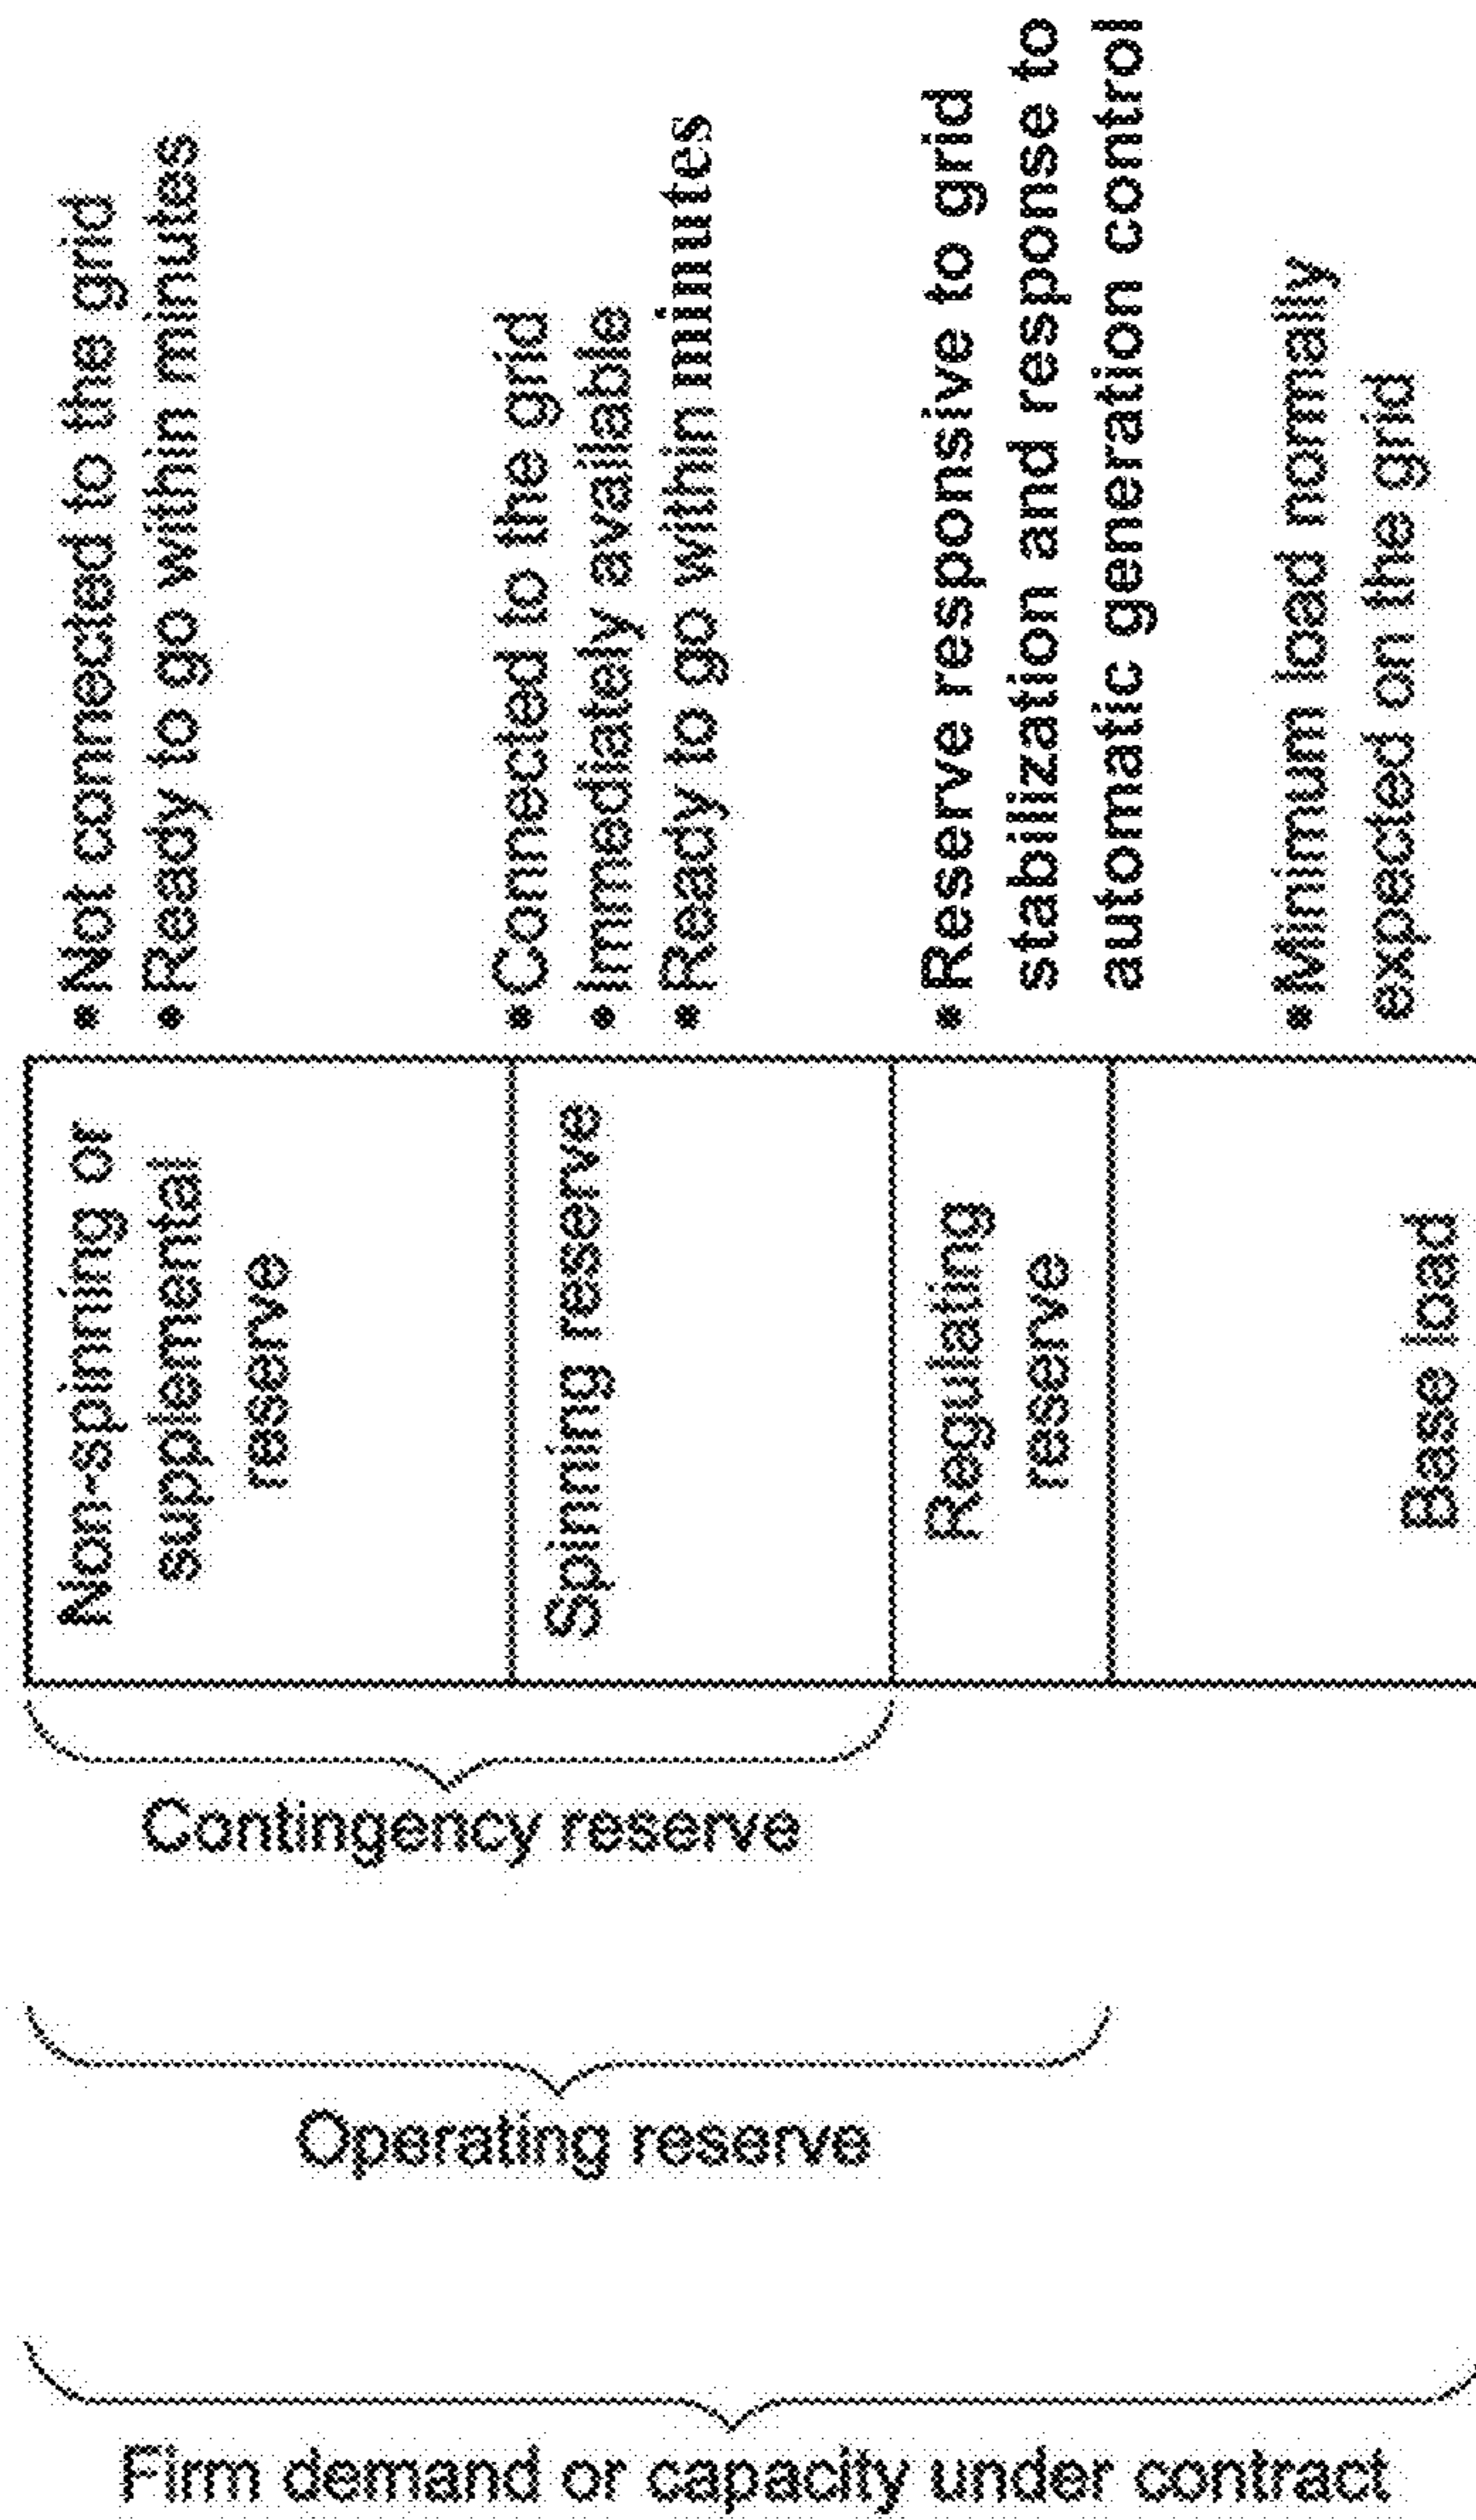 Non-spinning or
supplemental
reserve
• Not connected to the grid
• Ready to go within minutes
Spinning reserve
• Connected to the grid
• Immediately available
• Ready to go within minutes
Regulating
reserve
• Reserve responsive to grid
stabilization and response to
automatic generation control
Base load
• Minimum load normally
expected on the grid
Contingency reserve
Operating reserve
Firm demand or capacity under contract